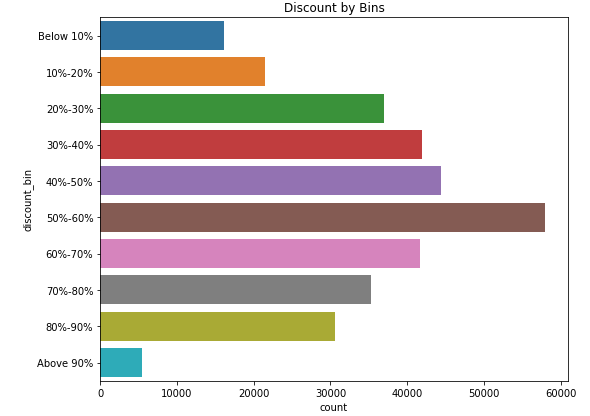 Discount by Bins
Below 10%
10%-20%
20%-30%
30%-40%
40%-50%
50%-60%
60%-70%
70%-80%
80%-90%
Above 90%
discount_bin
0 10000 20000 30000 40000 50000 60000
count